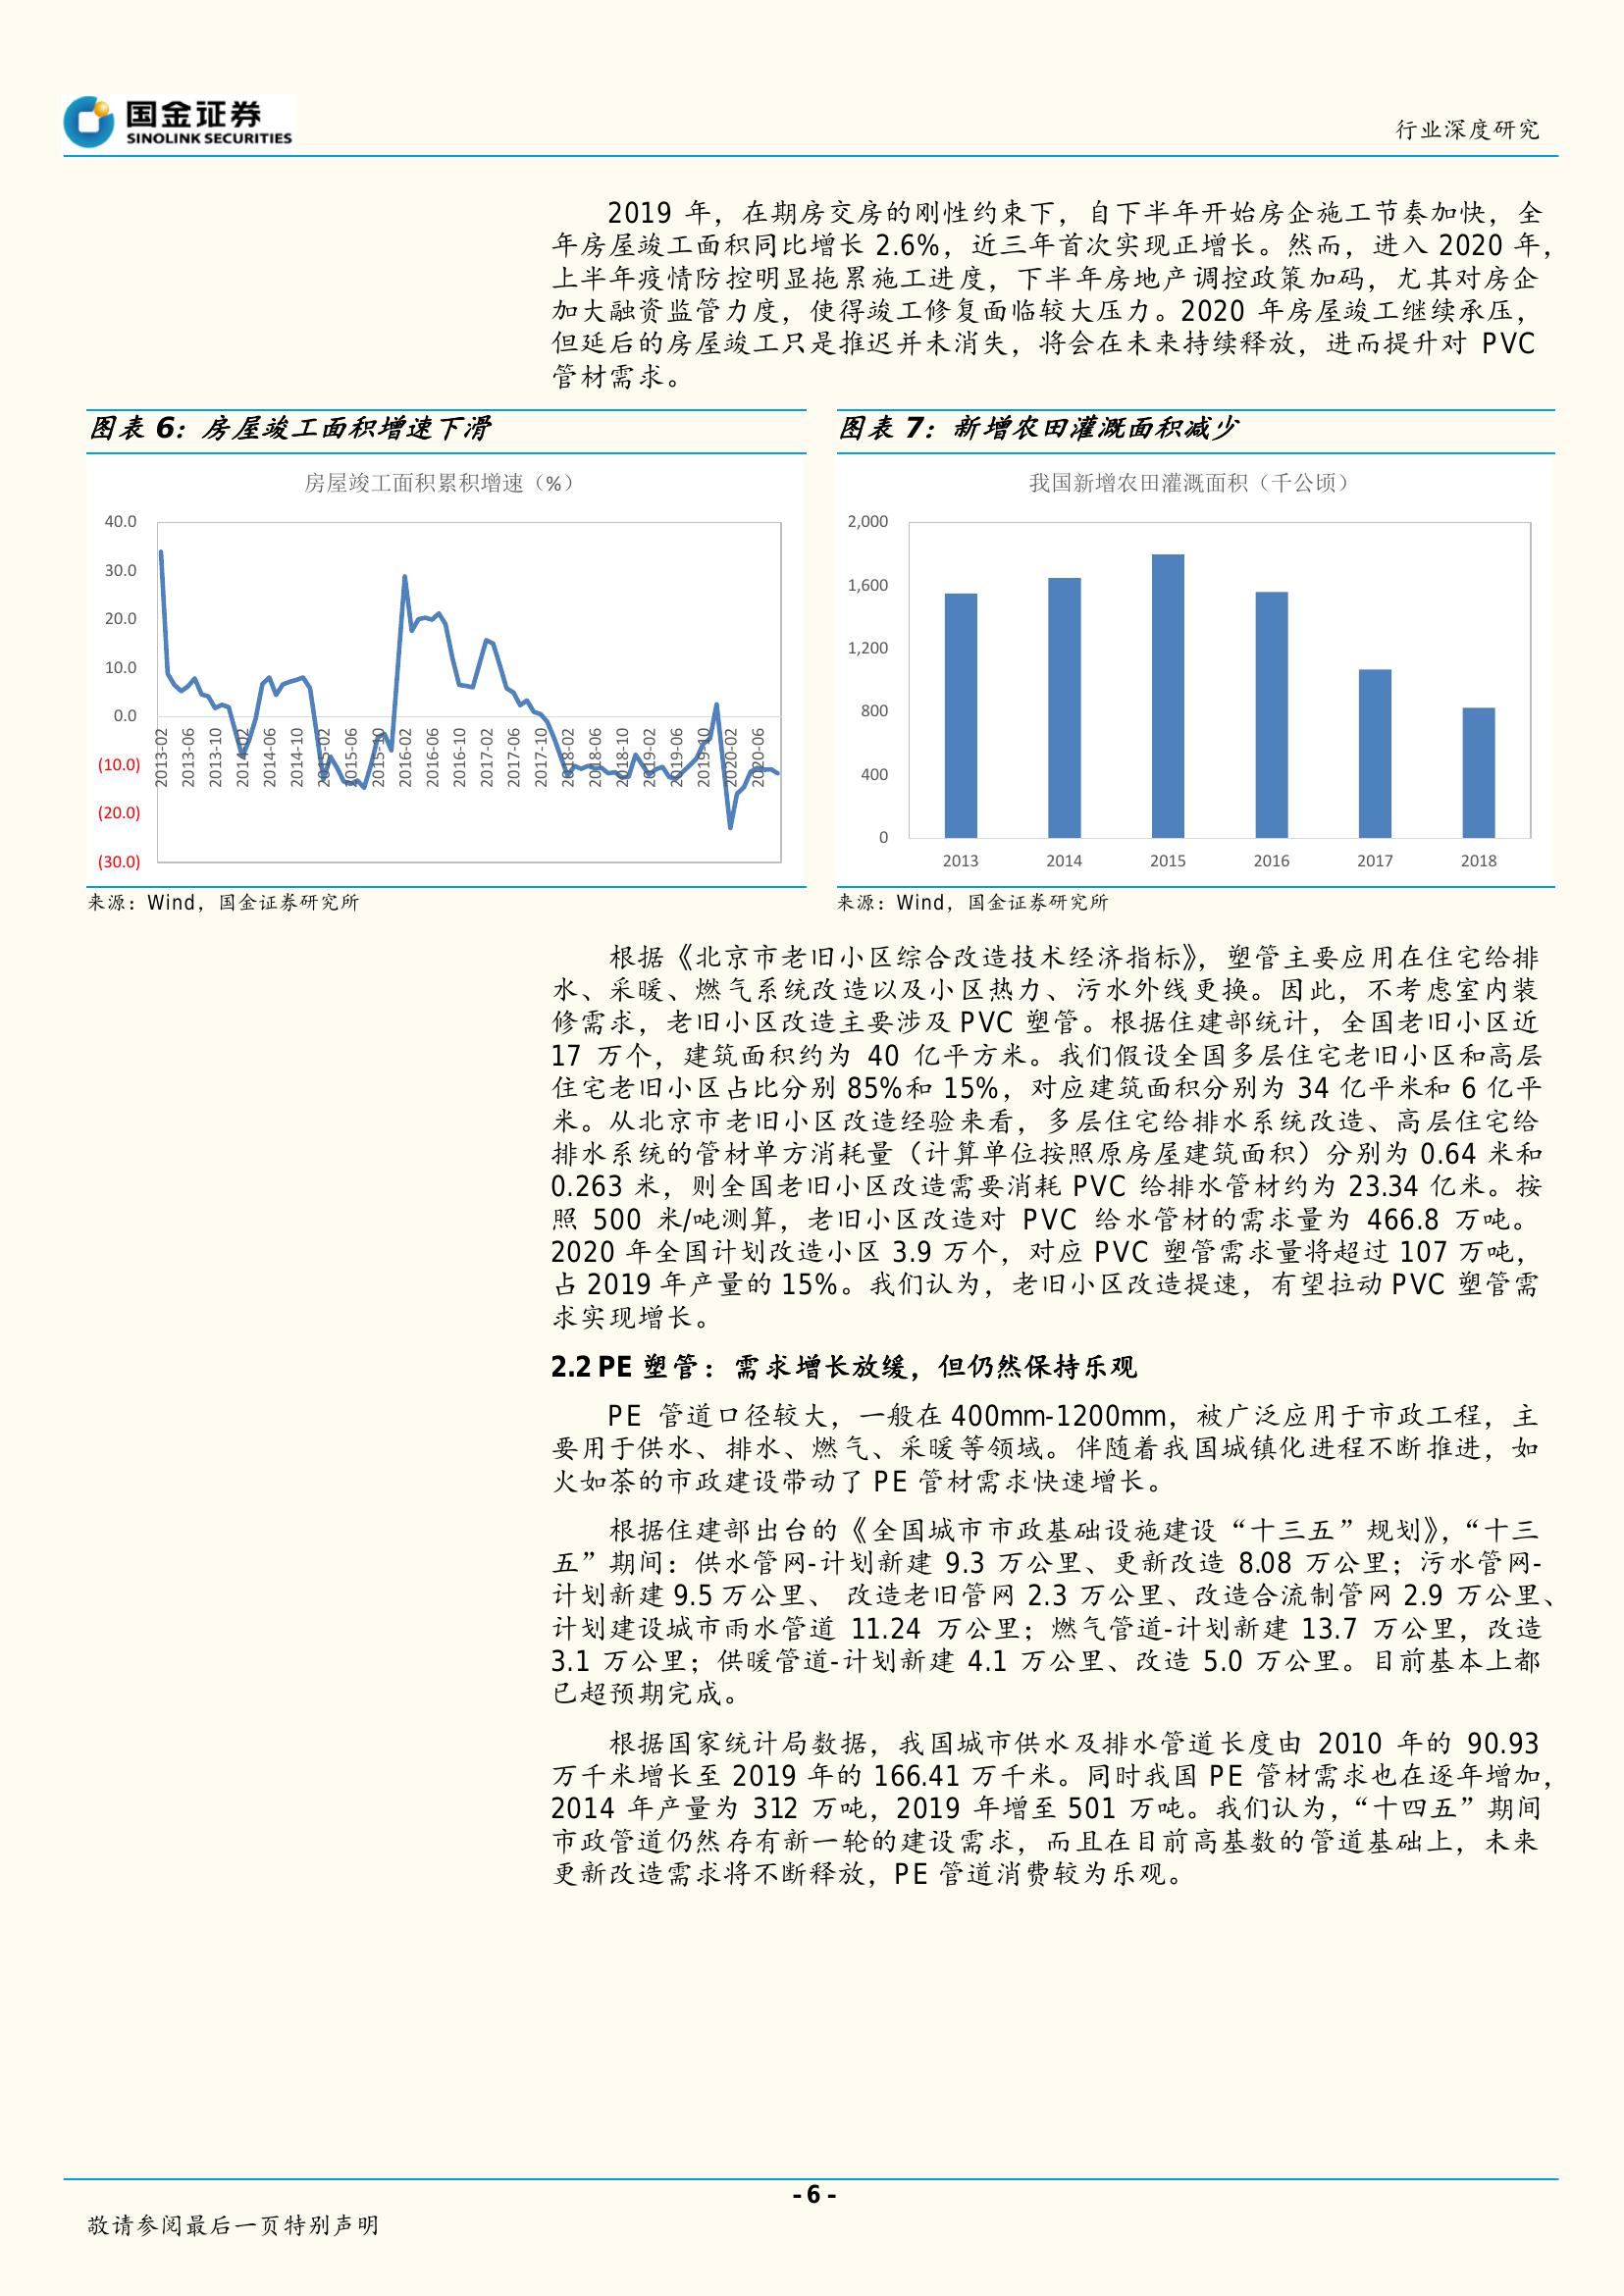 国金证券
SINOLINK SECURITIES
行业深度研究
2019 年，在期房交房的刚性约束下，自下半年开始房企施工节奏加快，全
年房屋竣工面积同比增长 2.6%，近三年首次实现正增长。然而，进入 2020 年，
上半年疫情防控明显拖累施工进度，下半年房地产调控政策加码，尤其对房企
加大融资监管力度，使得竣工修复面临较大压力。2020 年房屋竣工继续承压，
但延后的房屋竣工只是推迟并未消失，将会在未来持续释放，进而提升对 PVC
管材需求。
图表 6：房屋竣工面积增速下滑
房屋竣工面积累积增速（%）
40.0
30.0
20.0
10.0
0.0
(10.0)
(20.0)
(30.0)
2013-02
2013-06
2013-10
2014-02
2014-06
2014-10
2015-02
2015-06
2015-10
2016-02
2016-06
2016-10
2017-02
2017-06
2017-10
2018-02
2018-06
2018-10
2019-02
2019-06
2019-10
2020-02
2020-06
来源：Wind，国金证券研究所
图表 7：新增农田灌溉面积减少
我国新增农田灌溉面积（千公顷）
2,000
1,600
1,200
800
400
0
2013 2014 2015 2016 2017 2018
来源：Wind，国金证券研究所
根据《北京市老旧小区综合改造技术经济指标》，塑管主要应用在住宅给排
水、采暖、燃气系统改造以及小区热力、污水外线更换。因此，不考虑室内装
修需求，老旧小区改造主要涉及 PVC 塑管。根据住建部统计，全国老旧小区近
17 万个，建筑面积约为 40 亿平方米。我们假设全国多层住宅老旧小区和高层
住宅老旧小区占比分别 85%和 15%，对应建筑面积分别为 34 亿平米和 6 亿平
米。从北京市老旧小区改造经验来看，多层住宅给排水系统改造、高层住宅给
排水系统的管材单方消耗量（计算单位按照原房屋建筑面积）分别为 0.64 米和
0.263 米，则全国老旧小区改造需要消耗 PVC 给排水管材约为 23.34 亿米。按
照 500 米/吨测算，老旧小区改造对 PVC 给水管材的需求量为 466.8 万吨。
2020 年全国计划改造小区 3.9 万个，对应 PVC 塑管需求量将超过 107 万吨，
占 2019 年产量的 15%。我们认为，老旧小区改造提速，有望拉动 PVC 塑管需
求实现增长。
2.2 PE 塑管：需求增长放缓，但仍然保持乐观
PE 管道口径较大，一般在 400mm-1200mm，被广泛应用于市政工程，主
要用于供水、排水、燃气、采暖等领域。伴随着我国城镇化进程不断推进，如
火如荼的市政建设带动了 PE 管材需求快速增长。
根据住建部出台的《全国城市市政基础设施建设“十三五”规划》，“十三
五”期间：供水管网-计划新建 9.3 万公里、更新改造 8.08 万公里；污水管网-
计划新建 9.5 万公里、 改造老旧管网 2.3 万公里、改造合流制管网 2.9 万公里、
计划建设城市雨水管道 11.24 万公里；燃气管道-计划新建 13.7 万公里，改造
3.1 万公里；供暖管道-计划新建 4.1 万公里、改造 5.0 万公里。目前基本上都
已超预期完成。
根据国家统计局数据，我国城市供水及排水管道长度由 2010 年的 90.93
万千米增长至 2019 年的 166.41 万千米。同时我国 PE 管材需求也在逐年增加，
2014 年产量为 312 万吨，2019 年增至 501 万吨。我们认为，“十四五”期间
市政管道仍然存有新一轮的建设需求，而且在目前高基数的管道基础上，未来
更新改造需求将不断释放，PE 管道消费较为乐观。
- 6 -
敬请参阅最后一页特别声明